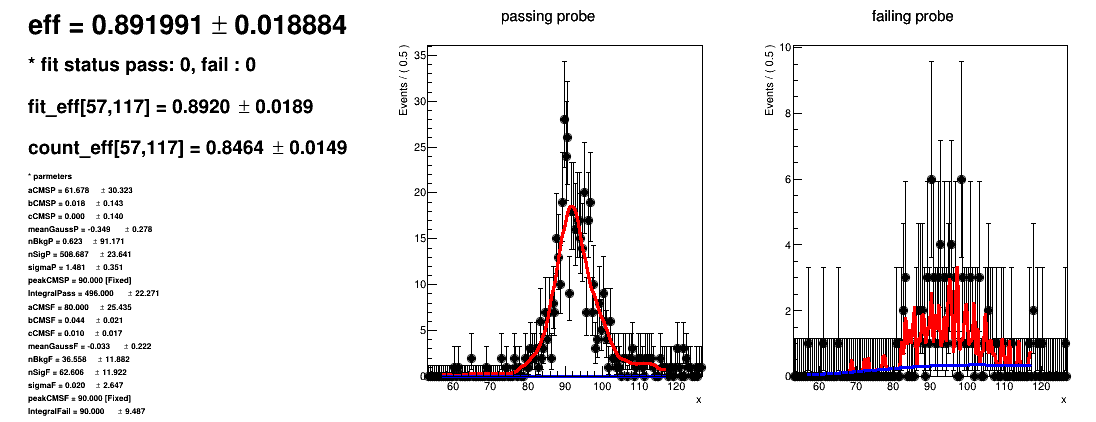 eff = 0.891991 ± 0.018884
* fit status pass: 0, fail : 0
fit_eff[57,117] = 0.8920 ± 0.0189
count_eff[57,117] = 0.8464 ± 0.0149
* parmeters
aCMSP = 61.678 ± 30.323
bCMSP = 0.018 ± 0.143
cCMSP = 0.000 ± 0.140
meanGaussP = -0.349 ± 0.278
nBkgP = 0.623 ± 91.171
nSigP = 508.687 ± 23.641
sigmaP = 1.481 ± 0.351
peakCMSP = 90.000 [Fixed]
IntegralPass = 496.000 ± 22.271
aCMSF = 80.000 ± 25.435
bCMSF = 0.044 ± 0.021
cCMSF = 0.010 ± 0.017
meanGaussF = -0.033 ± 0.222
nBkgF = 36.558 ± 11.882
nSigF = 62.606 ± 11.922
sigmaF = 0.020 ± 2.647
peakCMSF = 90.000 [Fixed]
IntegralFail = 90.000 ± 9.487
passing probe
Events / ( 0.5 )
35
30
25
20
15
10
5
0
60 70 80 90 100 110 120
x
failing probe
Events / ( 0.5 )
10
8
6
4
2
0
60 70 80 90 100 110 120
x